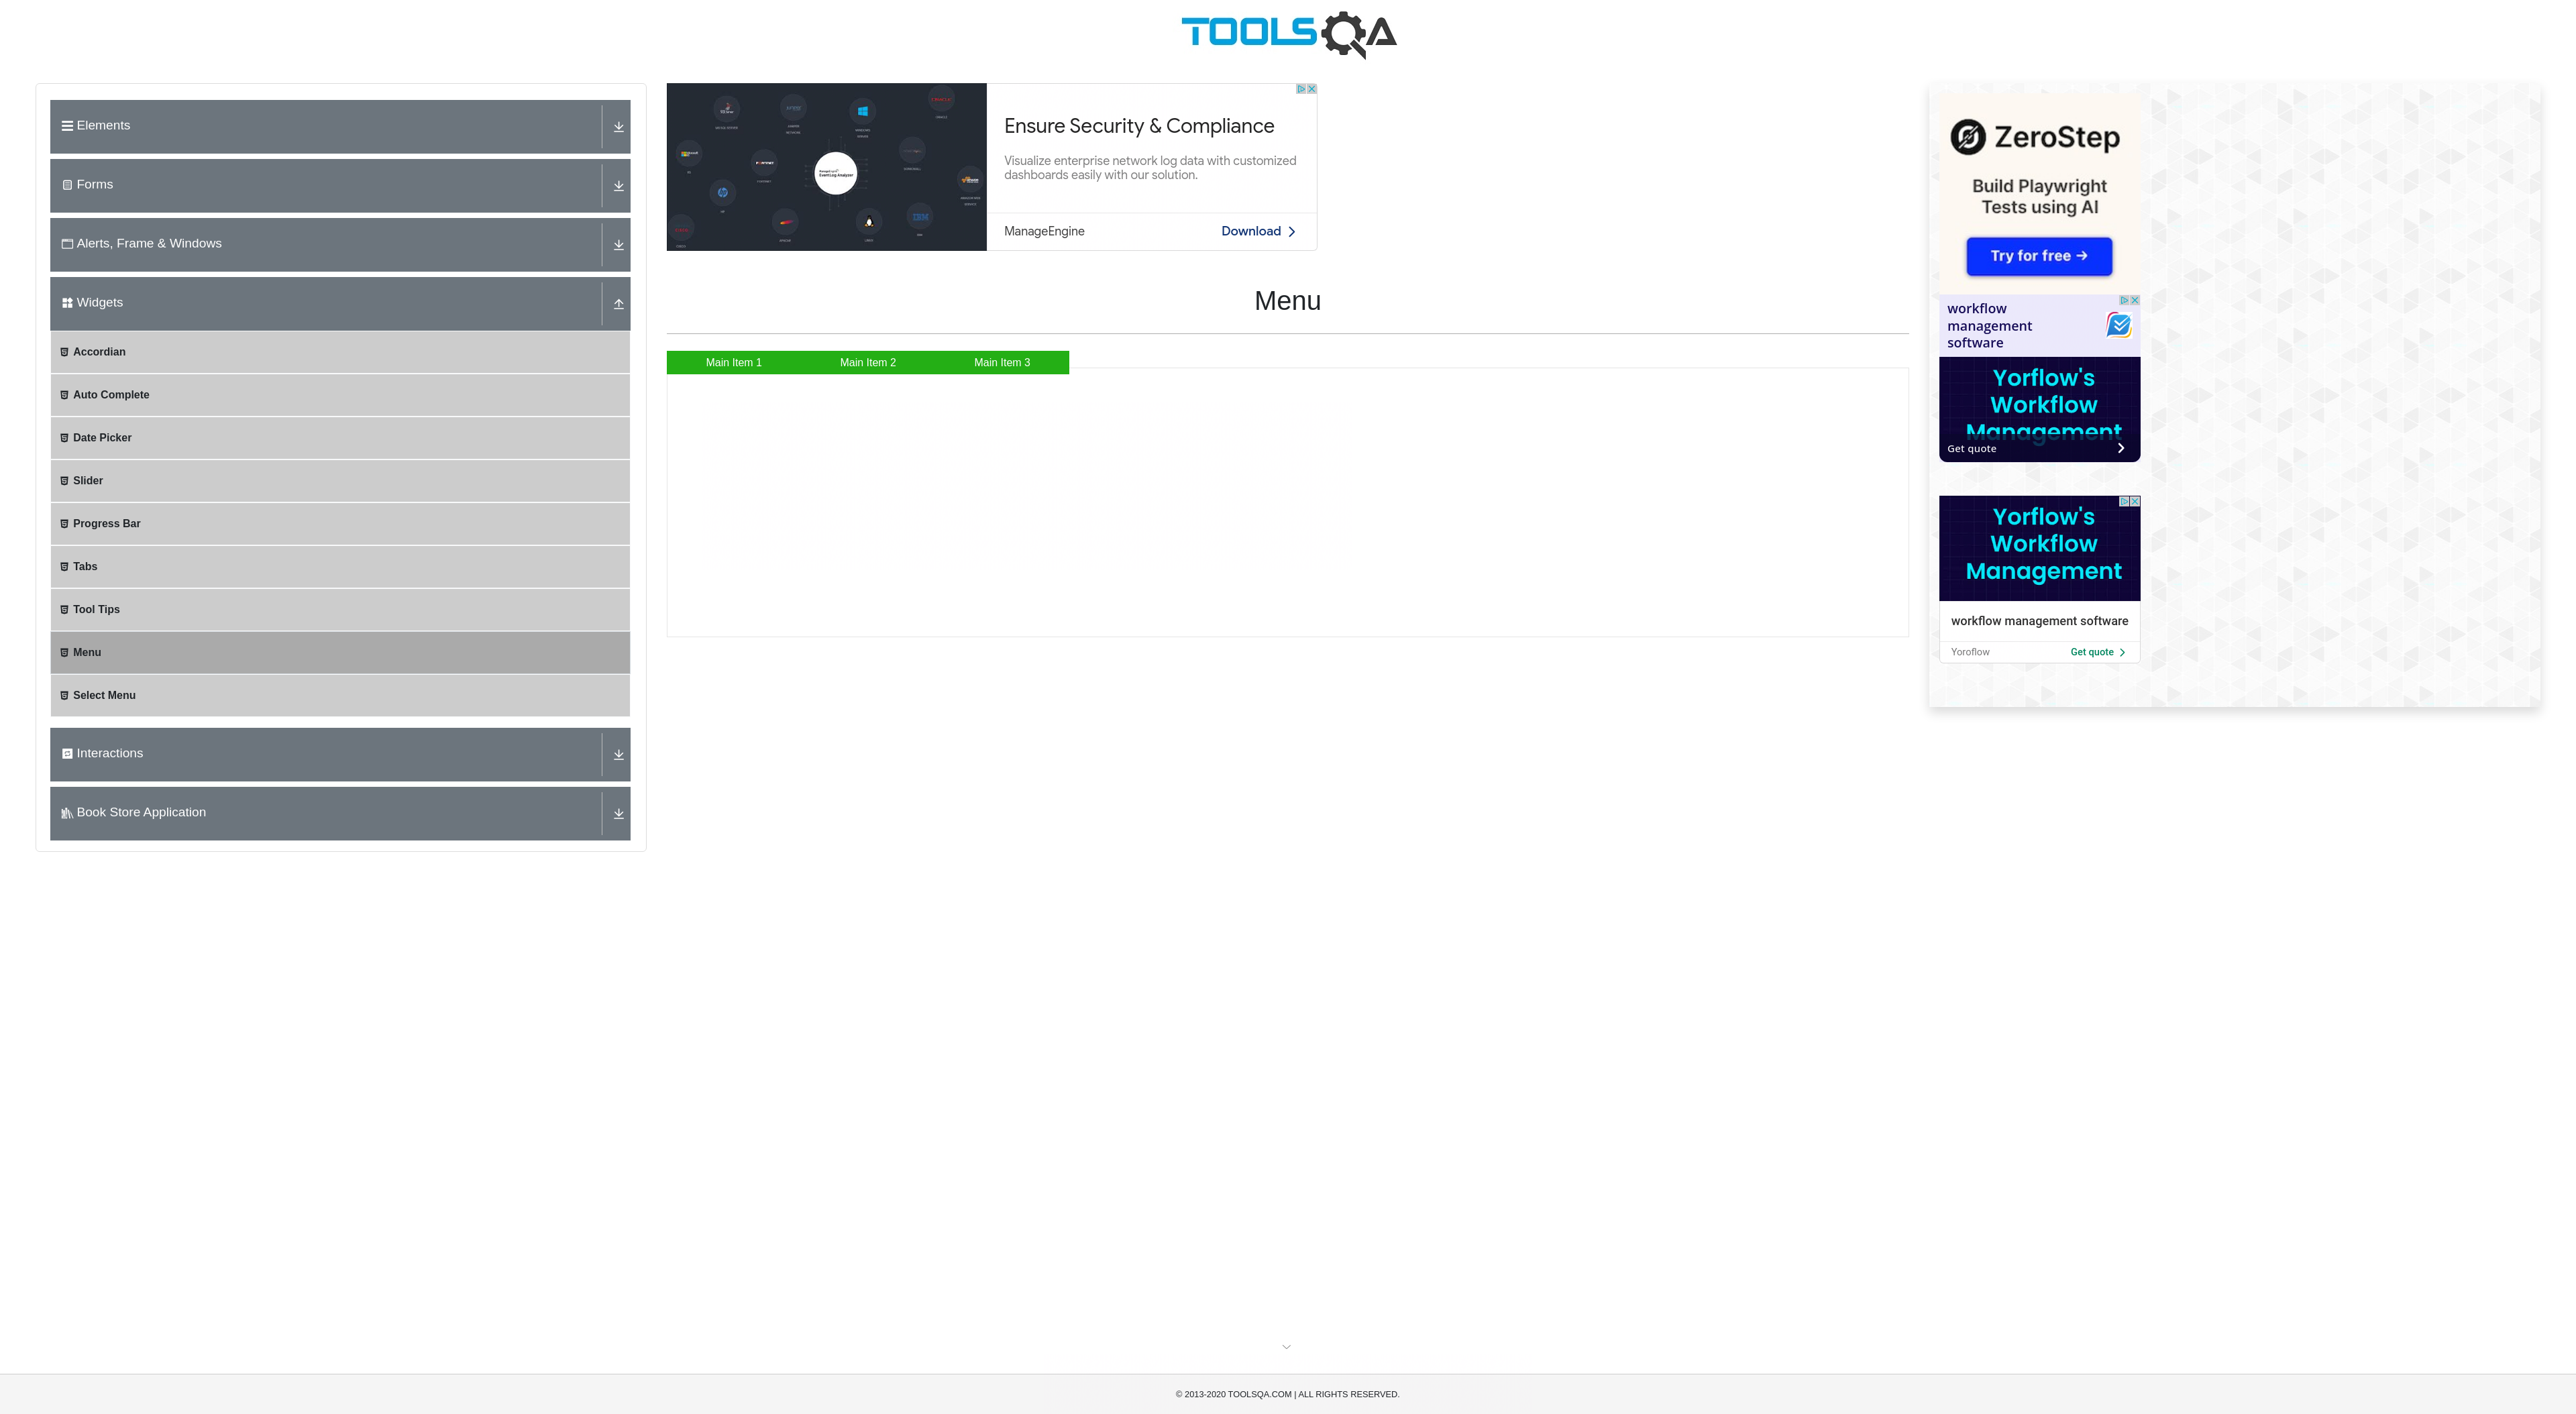 TOOLSQA
Elements
Forms
Alerts, Frame & Windows
Widgets
Accordian
Auto Complete
Date Picker
Slider
Progress Bar
Tabs
Tool Tips
Menu
Select Menu
Interactions
Book Store Application
Ensure Security & Compliance
Visualize enterprise network log data with customized
dashboards easily with our solution.
ManageEngine
Download
Menu
Main Item 1
Main Item 2
Main Item 3
ZeroStep
Build Playwright
Tests using AI
Try for free →
workflow
management
software
Yorflow's
Workflow
Management
Get quote
Yorflow's
Workflow
Management
workflow management software
Yoroflow
Get quote
© 2013-2020 TOOLSQA.COM | ALL RIGHTS RESERVED.